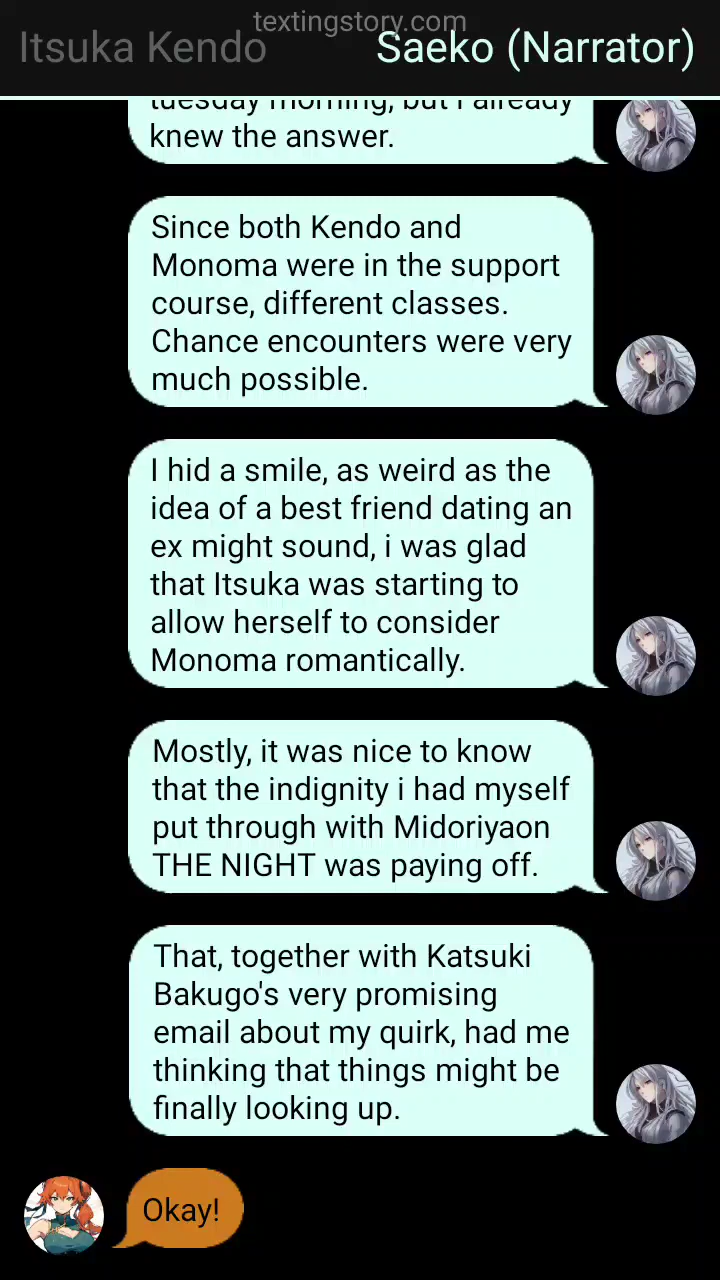 textingstory.com
Itsuka Kendo
Saeko (Narrator)
tuesday morning, but i already
knew the answer.
Since both Kendo and
Monoma were in the support
course, different classes.
Chance encounters were very
much possible.
I hid a smile, as weird as the
idea of a best friend dating an
ex might sound, i was glad
that Itsuka was starting to
allow herself to consider
Monoma romantically.
Mostly, it was nice to know
that the indignity i had myself
put through with Midoriyaon
THE NIGHT was paying off.
That, together with Katsuki
Bakugo's very promising
email about my quirk, had me
thinking that things might be
finally looking up.
Okay!